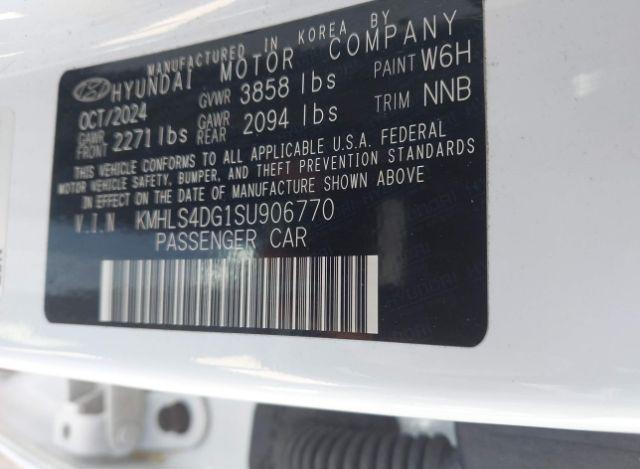 MANUFACTURED IN KOREA BY
HYUNDAI MOTOR COMPANY
OCT/2024 GVWR 3858 lbs PAINT W6H
GAWR FRONT 2271 lbs GAWR REAR 2094 lbs TRIM NNB
THIS VEHICLE CONFORMS TO ALL APPLICABLE U.S.A. FEDERAL
MOTOR VEHICLE SAFETY, BUMPER, AND THEFT PREVENTION STANDARDS
IN EFFECT ON THE DATE OF MANUFACTURE SHOWN ABOVE
V.I.N KMHLS4DG1SU906770
PASSENGER CAR